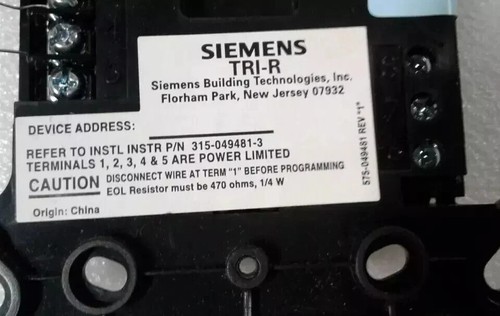 SIEMENS
TRI-R
Siemens Building Technologies, Inc.
Florham Park, New Jersey 07932
DEVICE ADDRESS:
REFER TO INSTL INSTR P/N 315-049481-3
TERMINALS 1, 2, 3, 4 & 5 ARE POWER LIMITED
CAUTION
DISCONNECT WIRE AT TERM "1" BEFORE PROGRAMMING
EOL Resistor must be 470 ohms, 1/4 W
Origin: China
575-049481 REV "1"